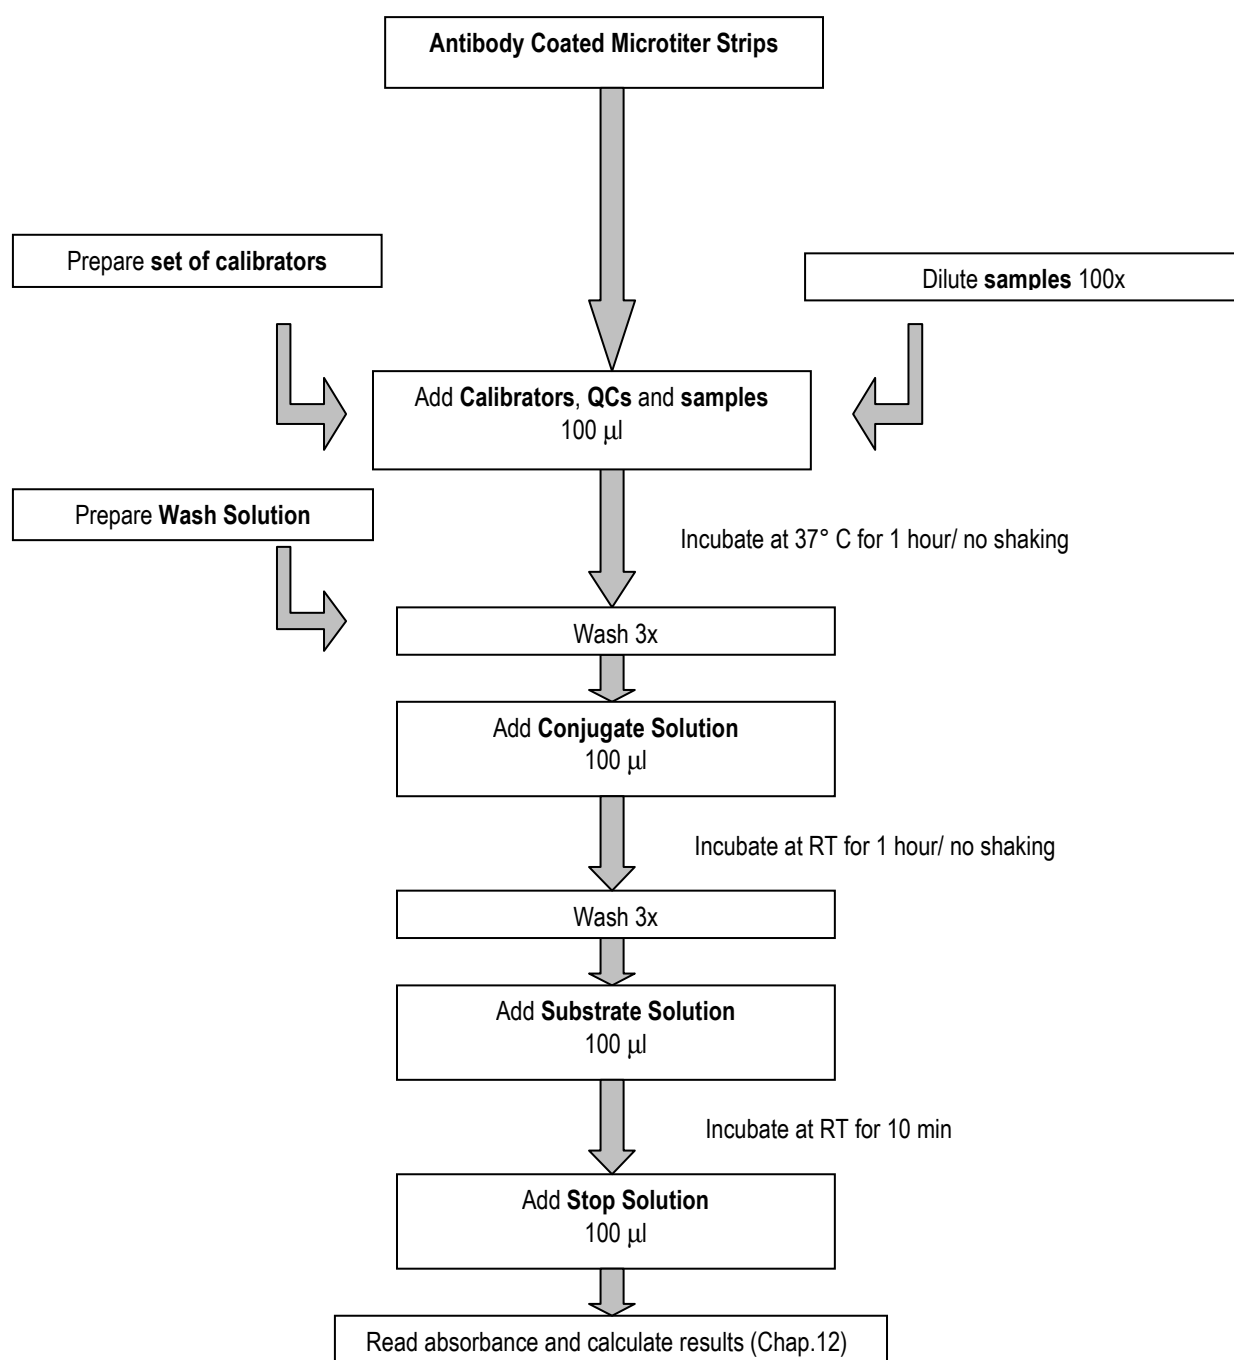 Antibody Coated Microtiter Strips
Prepare set of calibrators
Dilute samples 100x
Add Calibrators, QCs and samples
100 μl
Prepare Wash Solution
Incubate at 37° C for 1 hour/ no shaking
Wash 3x
Add Conjugate Solution
100 μl
Incubate at RT for 1 hour/ no shaking
Wash 3x
Add Substrate Solution
100 μl
Incubate at RT for 10 min
Add Stop Solution
100 μl
Read absorbance and calculate results (Chap.12)